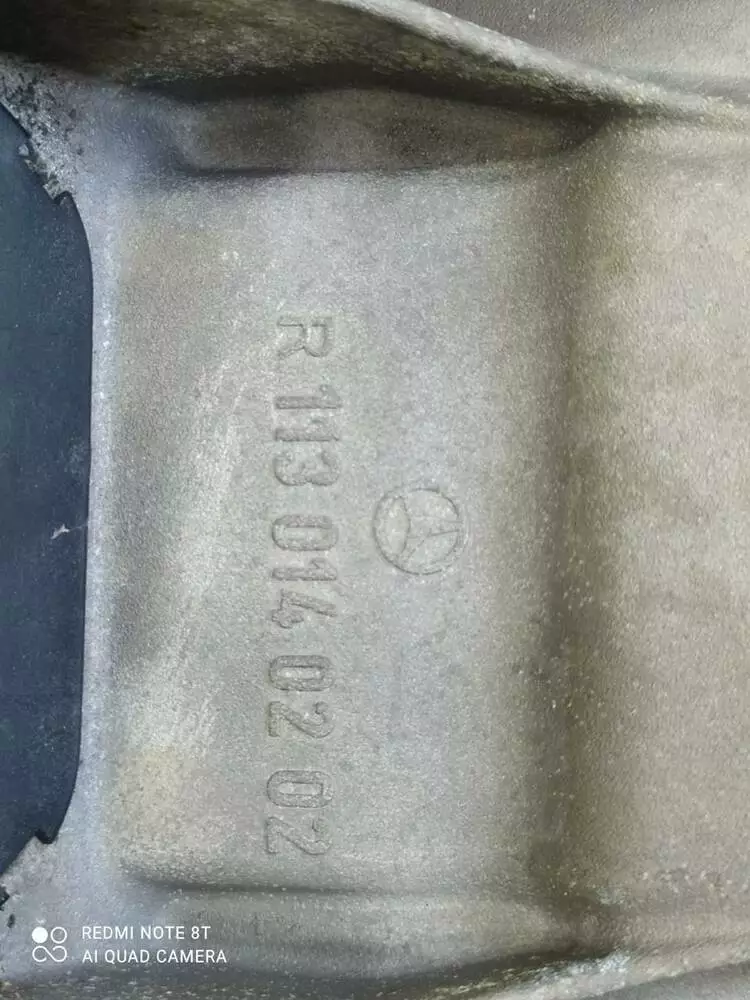 R 113 014 02 02
REDMI NOTE 8T
AI QUAD CAMERA